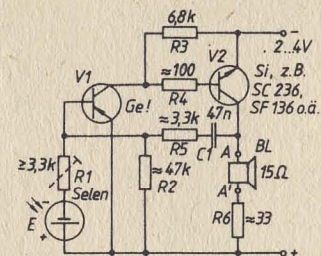 6,8k
R3
−
2...4V
V1
V2
≈100
R4
Ge!
Si, z.B.
SC 236,
SF 136 o.ä.
≈3,3k
47n
R5
C1
A
BL
15Ω
A'
≥3,3k
R1
Selen
≈47k
R2
E
+
R6
≈33
+